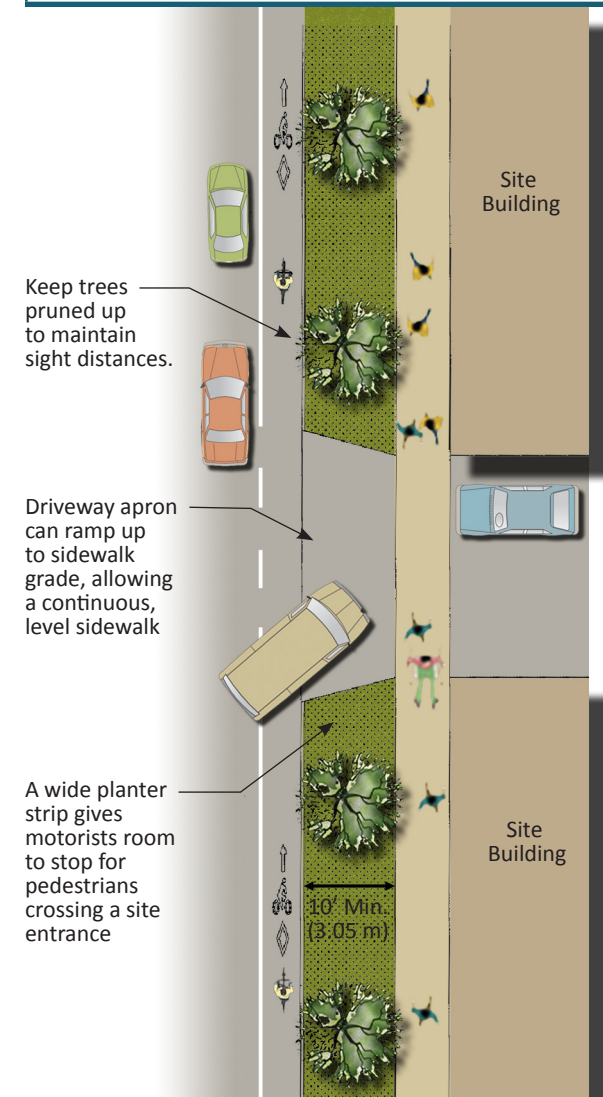 Site
Building
Keep trees
pruned up
to maintain
sight distances.
Driveway apron
can ramp up
to sidewalk
grade, allowing
a continuous,
level sidewalk
A wide planter
strip gives
motorists room
to stop for
pedestrians
crossing a site
entrance
Site
Building
10' Min.
(3.05 m)